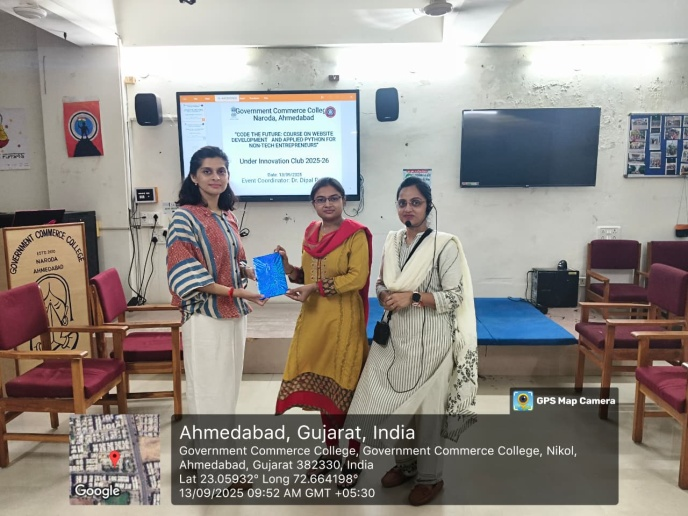 Government Commerce College
Naroda, Ahmedabad
"CODE THE FUTURE: COURSE ON WEBSITE
DEVELOPMENT AND APPLIED PYTHON FOR
NON-TECH ENTREPRENEURS"
Under Innovation Club 2025-26
Date: 13/09/2025
Event Coordinator: Dr. Dipal
GOVERNMENT COMMERCE COLLEGE
NARODA
AHMEDABAD
GPS Map Camera
Ahmedabad, Gujarat, India
Government Commerce College, Government Commerce College, Nikol,
Ahmedabad, Gujarat 382330, India
Lat 23.05932° Long 72.664198°
13/09/2025 09:52 AM GMT +05:30
Google